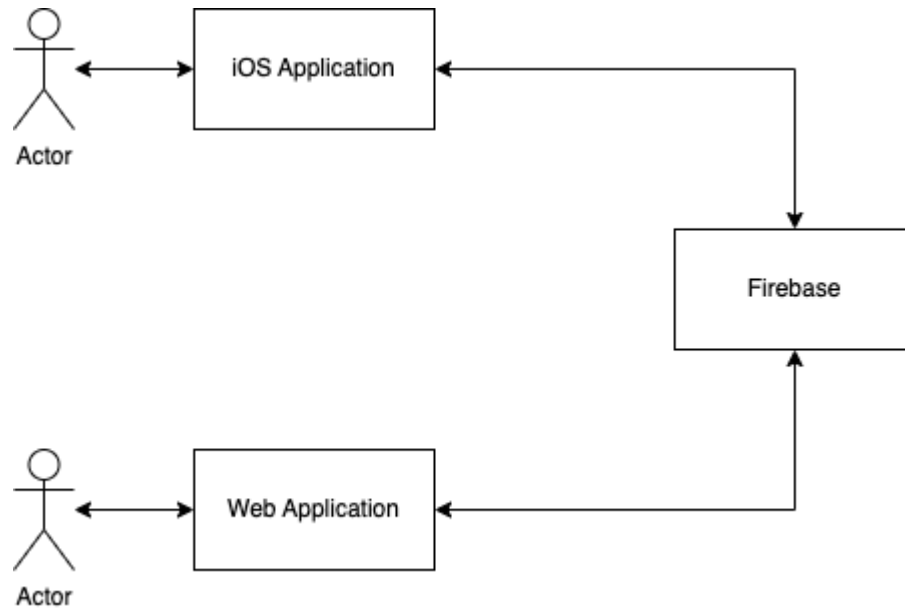 iOS Application
Actor
Firebase
Web Application
Actor